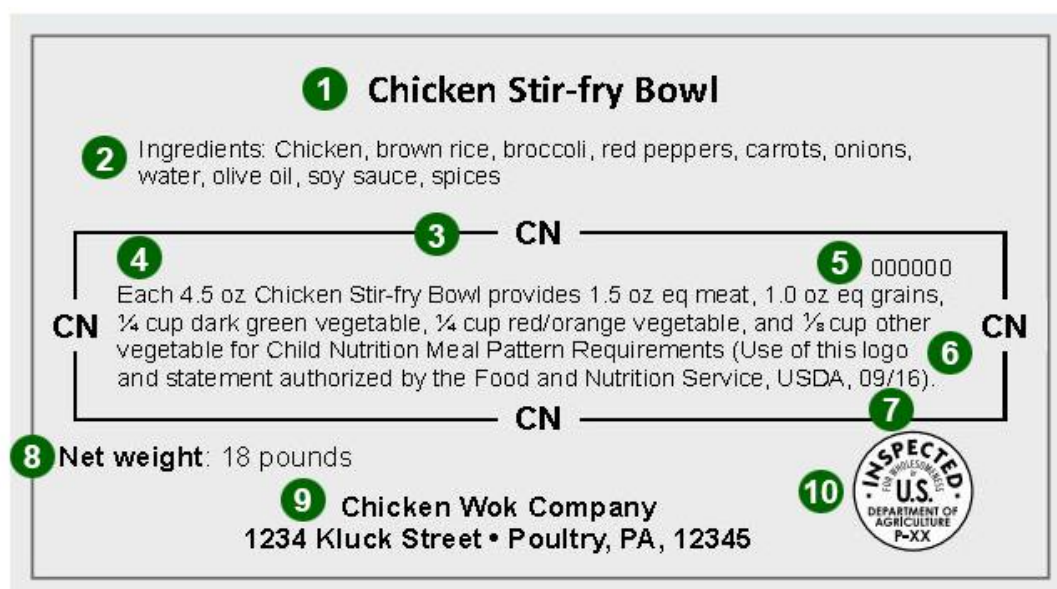 1 Chicken Stir-fry Bowl
2 Ingredients: Chicken, brown rice, broccoli, red peppers, carrots, onions,
water, olive oil, soy sauce, spices
3 CN
4 5 000000
Each 4.5 oz Chicken Stir-fry Bowl provides 1.5 oz eq meat, 1.0 oz eq grains,
CN ¼ cup dark green vegetable, ¼ cup red/orange vegetable, and ⅛ cup other CN
vegetable for Child Nutrition Meal Pattern Requirements (Use of this logo 6
and statement authorized by the Food and Nutrition Service, USDA, 09/16).
CN 7
8 Net weight: 18 pounds
9 Chicken Wok Company
1234 Kluck Street • Poultry, PA, 12345
10 INSPECTED
FOR WHOLESOMENESS
BY
U.S.
DEPARTMENT OF
AGRICULTURE
P-XX